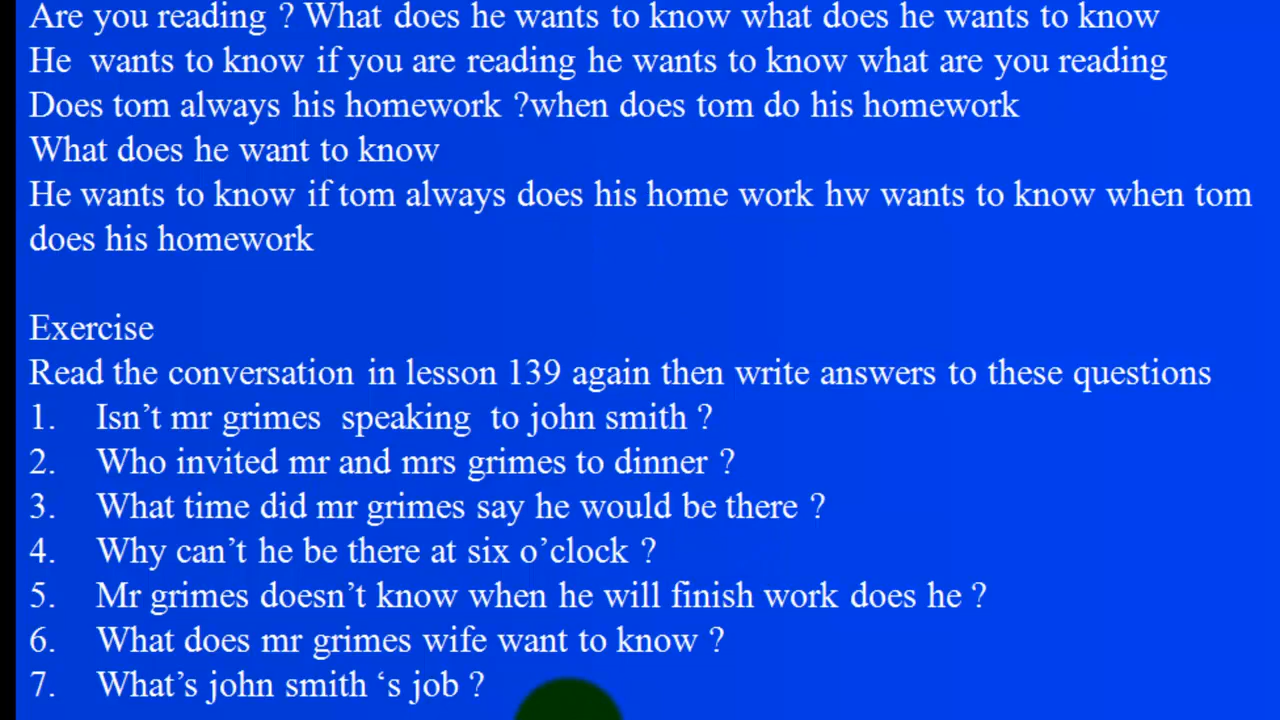 Are you reading ? What does he wants to know what does he wants to know
He  wants to know if you are reading he wants to know what are you reading
Does tom always his homework ?when does tom do his homework
What does he want to know
He wants to know if tom always does his home work hw wants to know when tom
does his homework
Exercise
Read the conversation in lesson 139 again then write answers to these questions
1. Isn’t mr grimes  speaking  to john smith ?
2. Who invited mr and mrs grimes to dinner ?
3. What time did mr grimes say he would be there ?
4. Why can’t he be there at six o’clock ?
5. Mr grimes doesn’t know when he will finish work does he ?
6. What does mr grimes wife want to know ?
7. What’s john smith ‘s job ?